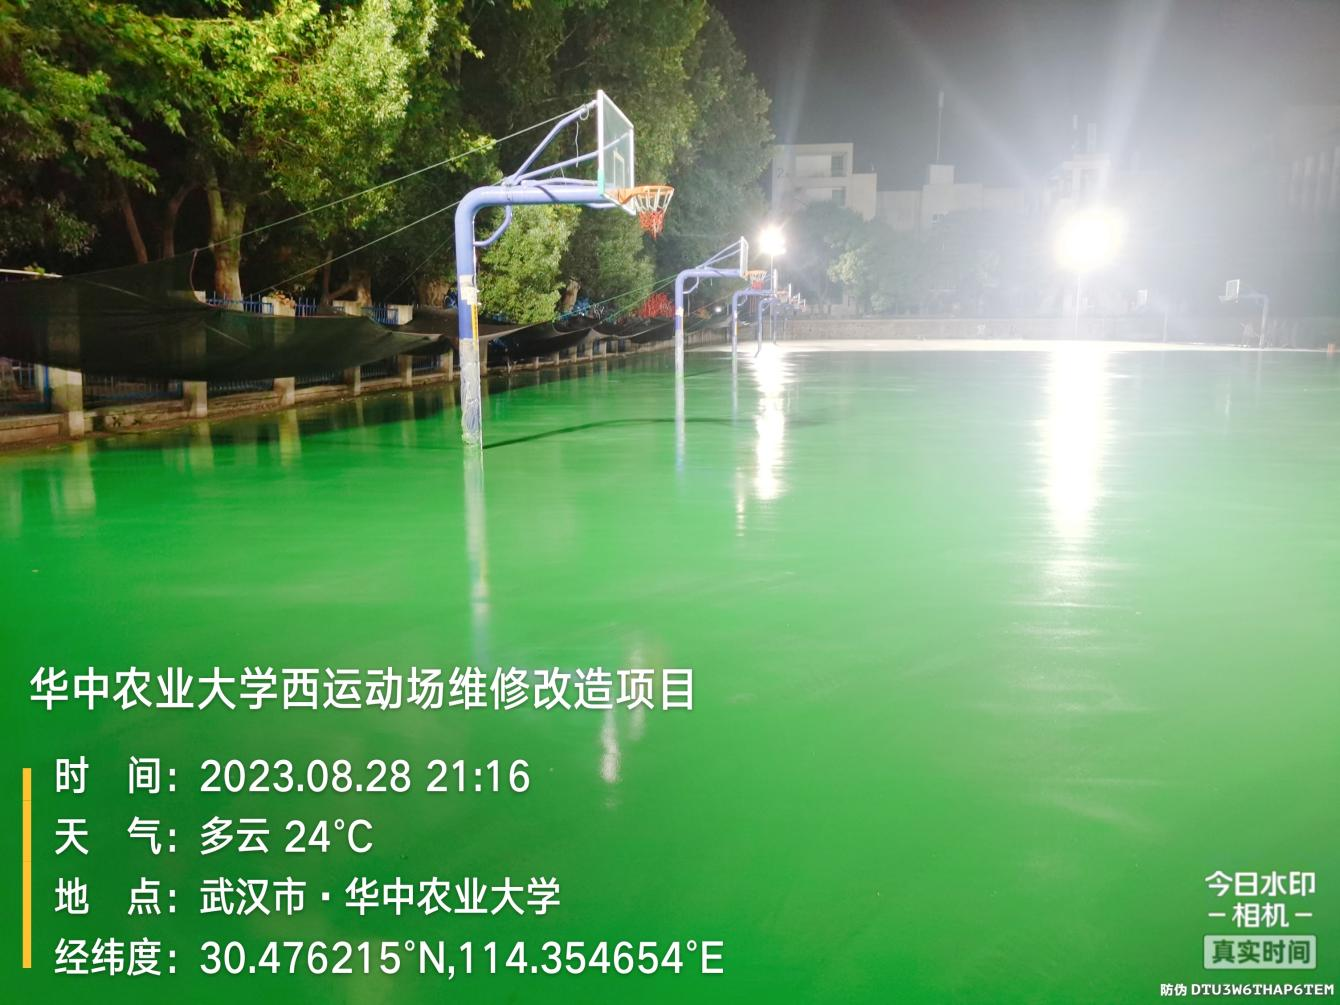 华中农业大学西运动场维修改造项目
时 间：2023.08.28 21:16
天 气：多云 24℃
地 点：武汉市·华中农业大学
经纬度：30.476215°N,114.354654°E
今日水印
-相机-
真实时间
防伪 DTU3W6THAP6TEM